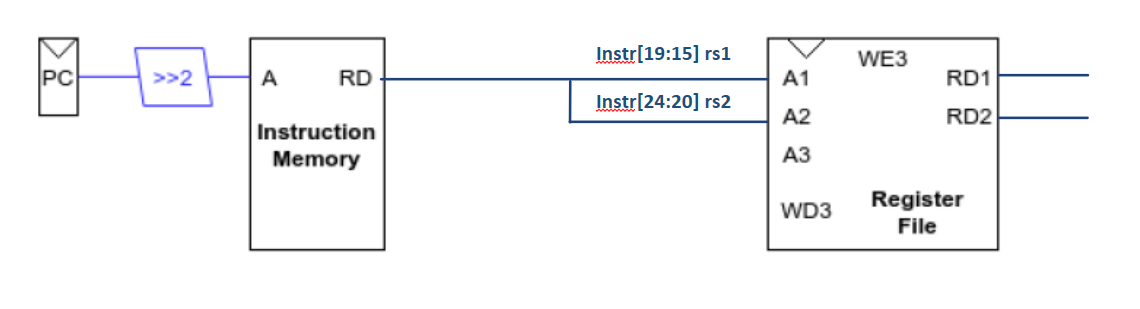 PC
>>2
A
RD
Instruction
Memory
Instr[19:15] rs1
Instr[24:20] rs2
WE3
A1
RD1
A2
RD2
A3
WD3
Register
File